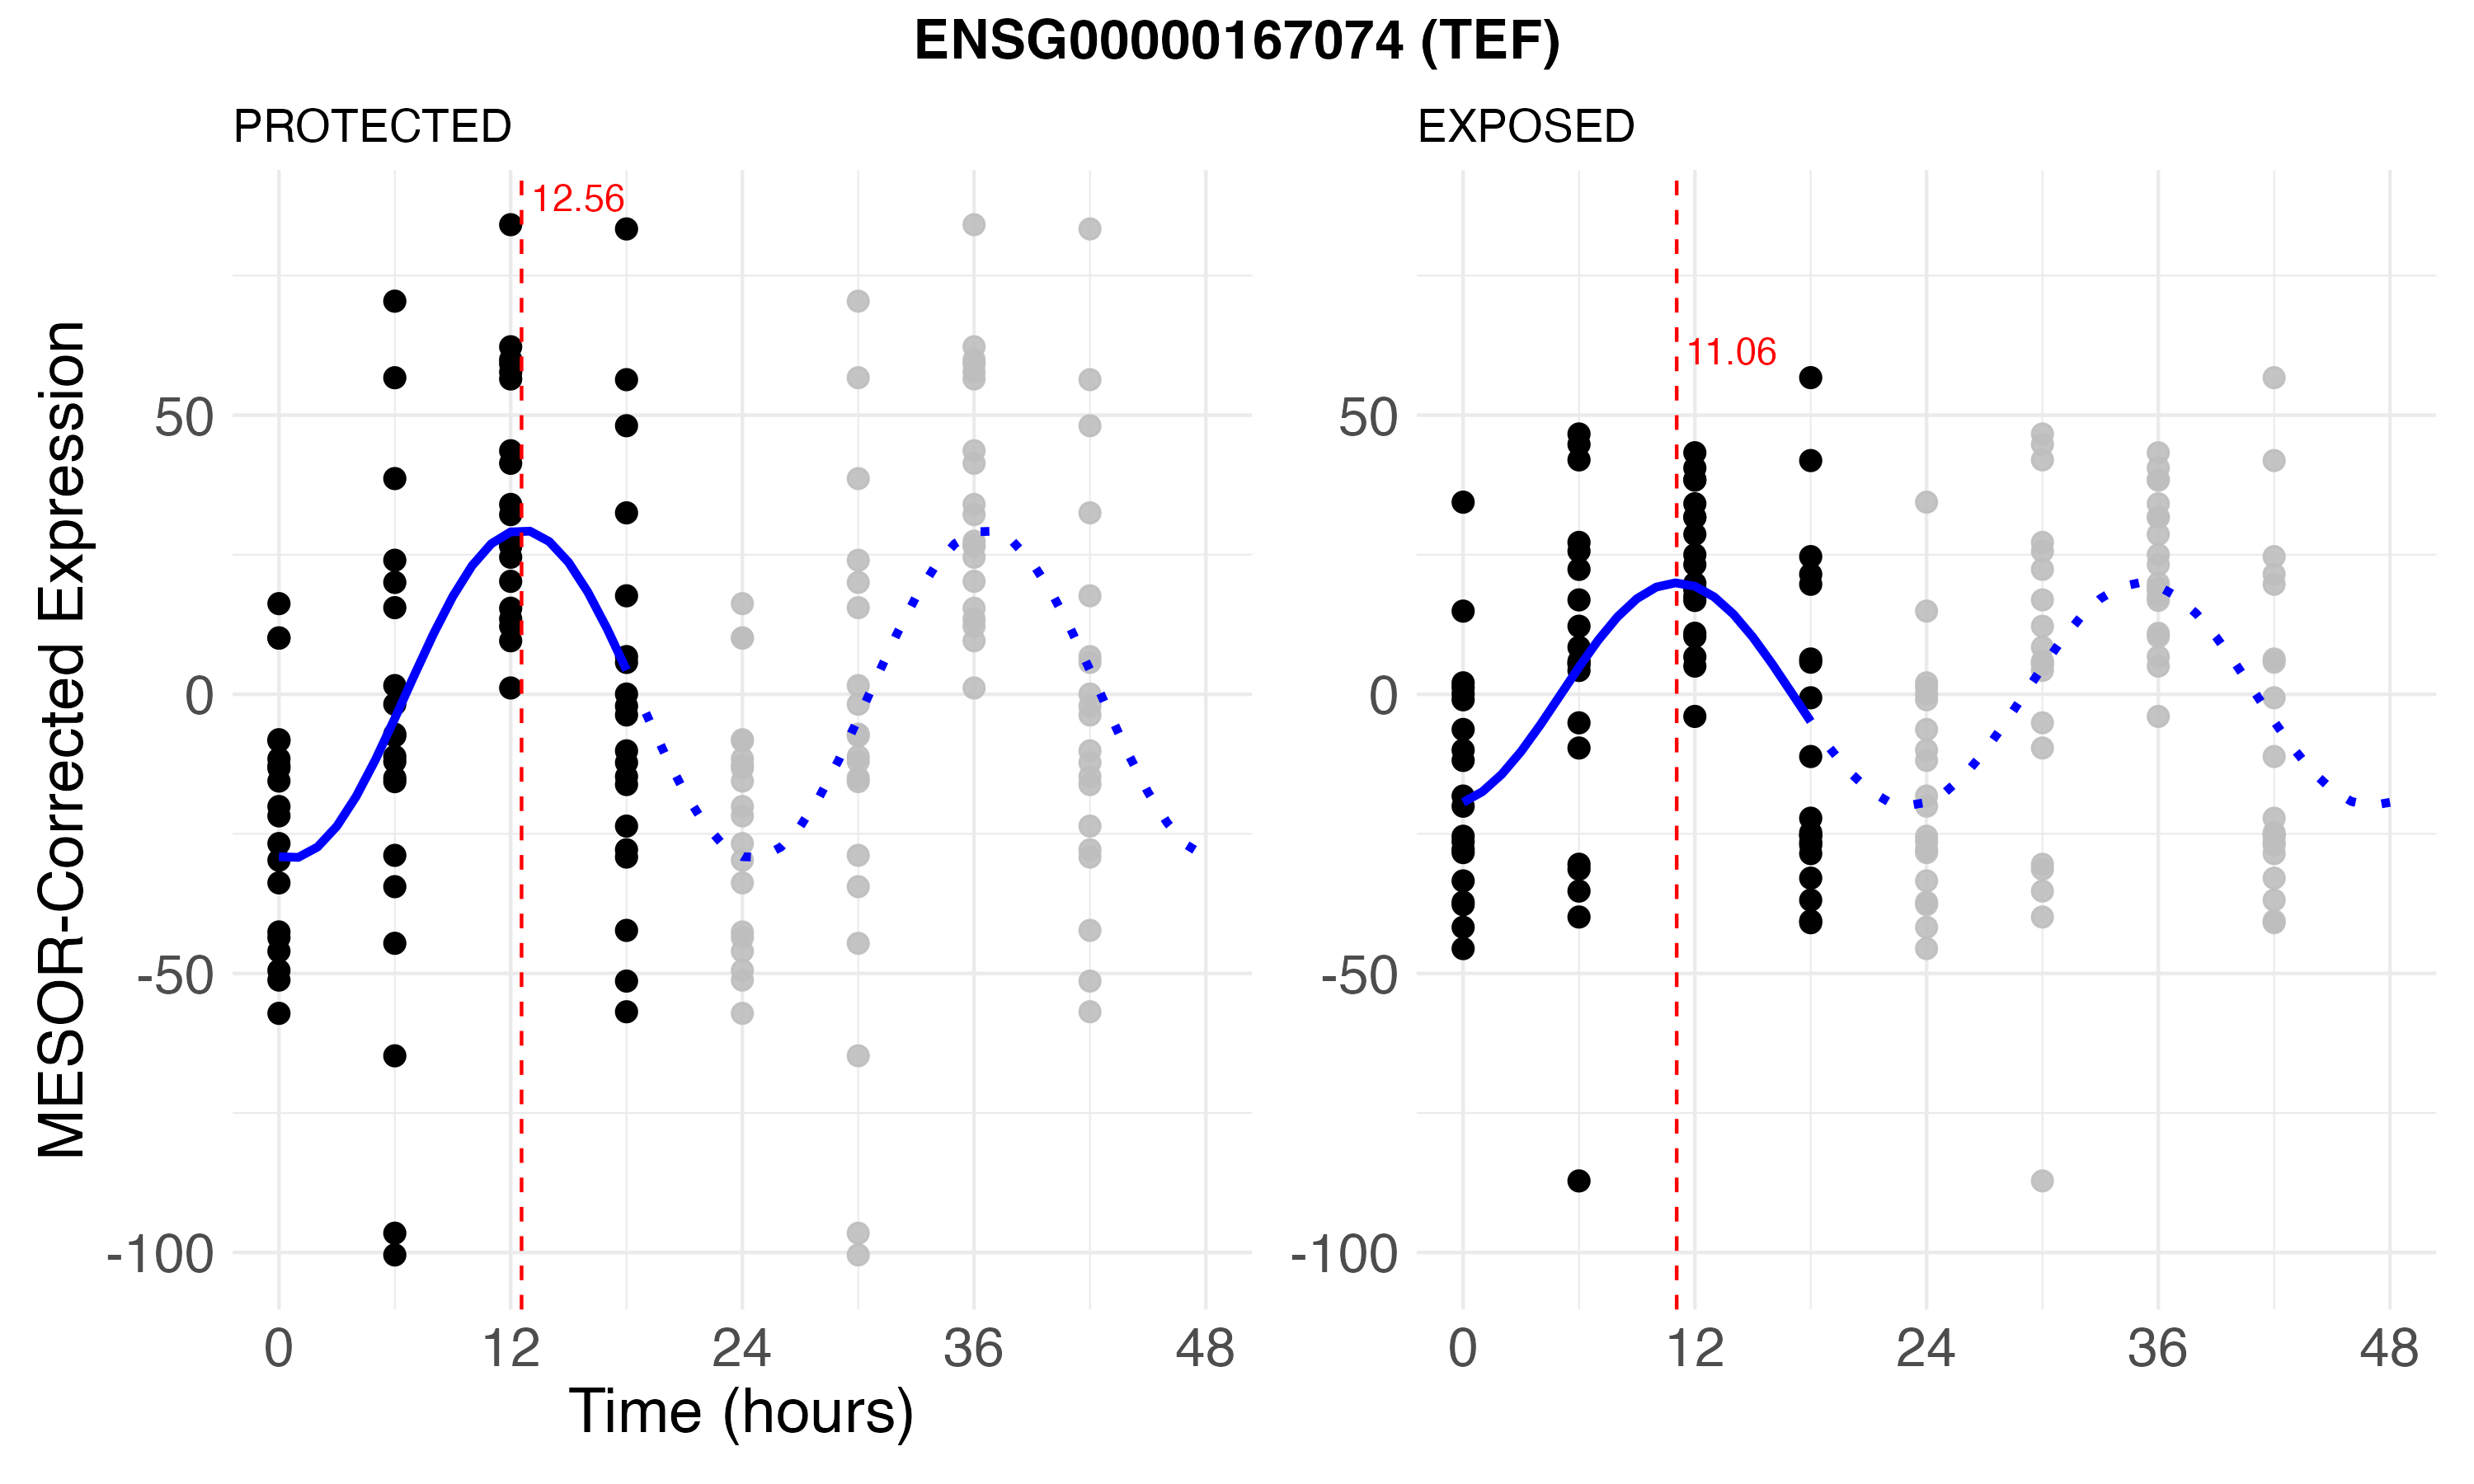 ENSG00000167074 (TEF)
PROTECTED
EXPOSED
12.56
11.06
MESOR-Corrected Expression
50
0
-50
-100
50
0
-50
-100
0 12 24 36 48
0 12 24 36 48
Time (hours)